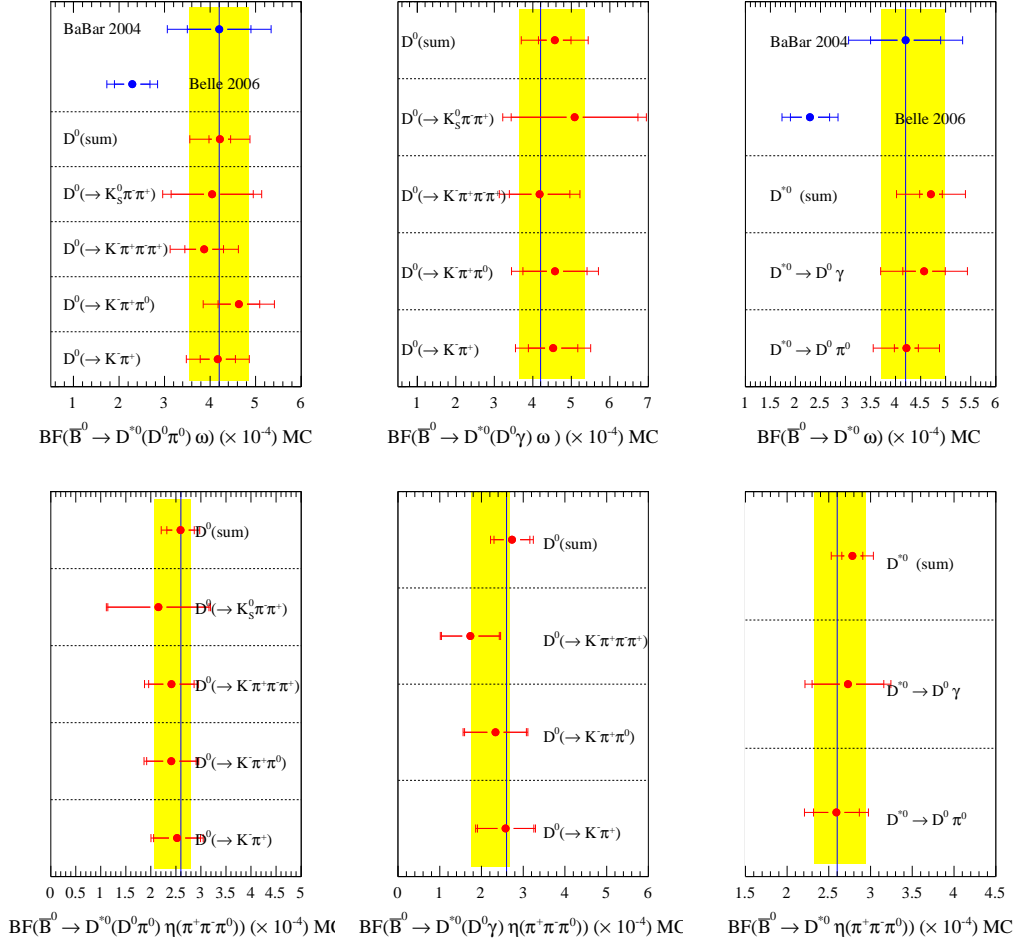 BaBar 2004
Belle 2006
D⁰(sum)
D⁰(→ K_S⁰π⁻π⁺)
D⁰(→ K⁻π⁺π⁻π⁺)
D⁰(→ K⁻π⁺π⁰)
D⁰(→ K⁻π⁺)
1 2 3 4 5 6
BF(B̅⁰ → D*⁰(D⁰π⁰) ω) (× 10⁻⁴) MC
D⁰(sum)
D⁰(→ K_S⁰π⁻π⁺)
D⁰(→ K⁻π⁺π⁻π⁺)
D⁰(→ K⁻π⁺π⁰)
D⁰(→ K⁻π⁺)
1 2 3 4 5 6 7
BF(B̅⁰ → D*⁰(D⁰γ) ω ) (× 10⁻⁴) MC
BaBar 2004
Belle 2006
D*⁰ (sum)
D*⁰ → D⁰ γ
D*⁰ → D⁰ π⁰
1 1.5 2 2.5 3 3.5 4 4.5 5 5.5 6
BF(B̅⁰ → D*⁰ ω) (× 10⁻⁴) MC
D⁰(sum)
D⁰(→ K_S⁰π⁻π⁺)
D⁰(→ K⁻π⁺π⁻π⁺)
D⁰(→ K⁻π⁺π⁰)
D⁰(→ K⁻π⁺)
0 0.5 1 1.5 2 2.5 3 3.5 4 4.5 5
BF(B̅⁰ → D*⁰(D⁰π⁰) η(π⁺π⁻π⁰)) (× 10⁻⁴) MC
D⁰(sum)
D⁰(→ K⁻π⁺π⁻π⁺)
D⁰(→ K⁻π⁺π⁰)
D⁰(→ K⁻π⁺)
0 1 2 3 4 5 6
BF(B̅⁰ → D*⁰(D⁰γ) η(π⁺π⁻π⁰)) (× 10⁻⁴) MC
D*⁰ (sum)
D*⁰ → D⁰ γ
D*⁰ → D⁰ π⁰
1.5 2 2.5 3 3.5 4 4.5
BF(B̅⁰ → D*⁰ η(π⁺π⁻π⁰)) (× 10⁻⁴) MC